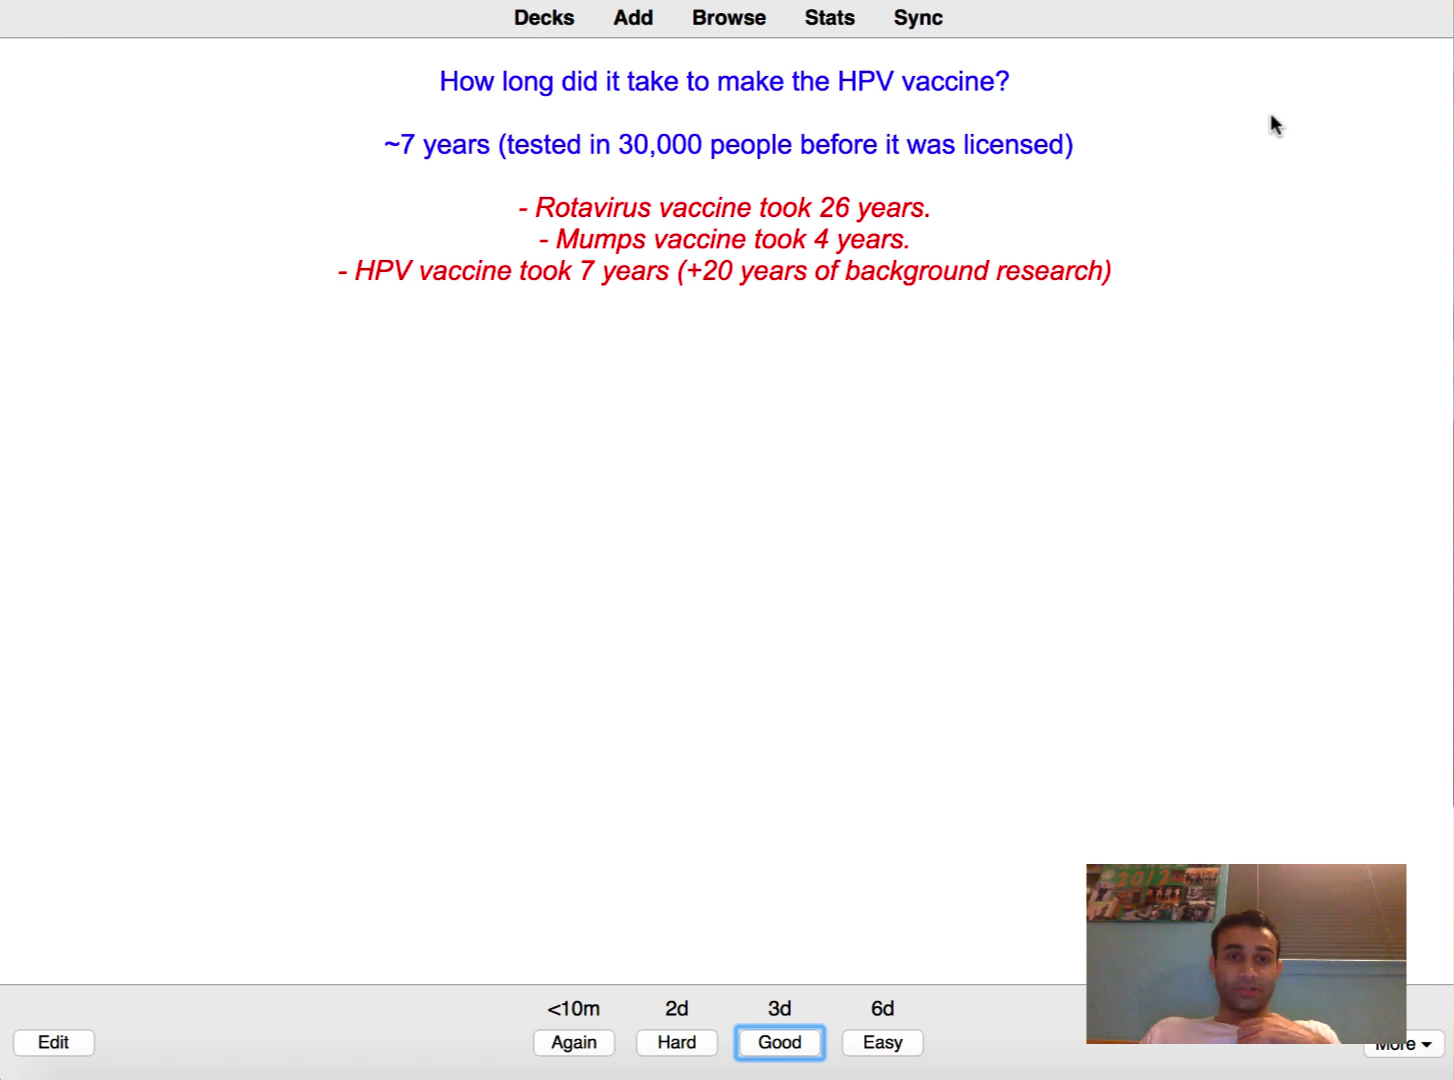 Decks Add Browse Stats Sync
How long did it take to make the HPV vaccine?
~7 years (tested in 30,000 people before it was licensed)
- Rotavirus vaccine took 26 years.
- Mumps vaccine took 4 years.
- HPV vaccine took 7 years (+20 years of background research)
2012
<10m 2d 3d 6d
Edit Again Hard Good Easy More